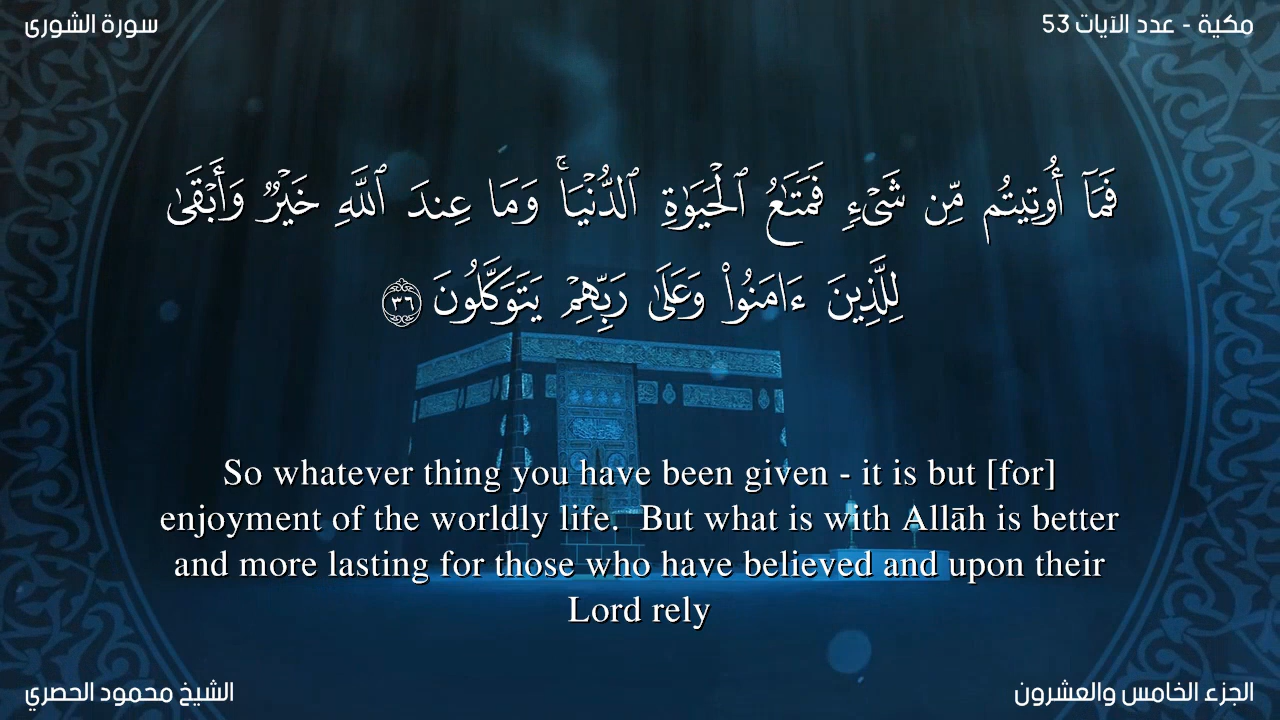 سورة الشورى
مكية - عدد الآيات 53
فَمَآ أُوتِيتُم مِّن شَىْءٍ فَمَتَـٰعُ ٱلْحَيَوٰةِ ٱلدُّنْيَا ۚ وَمَا عِندَ ٱللَّهِ خَيْرٌ وَأَبْقَىٰ
لِلَّذِينَ ءَامَنُوا۟ وَعَلَىٰ رَبِّهِمْ يَتَوَكَّلُونَ ٣٦
So whatever thing you have been given - it is but [for]
enjoyment of the worldly life.  But what is with Allāh is better
and more lasting for those who have believed and upon their
Lord rely
الشيخ محمود الحصري
الجزء الخامس والعشرون